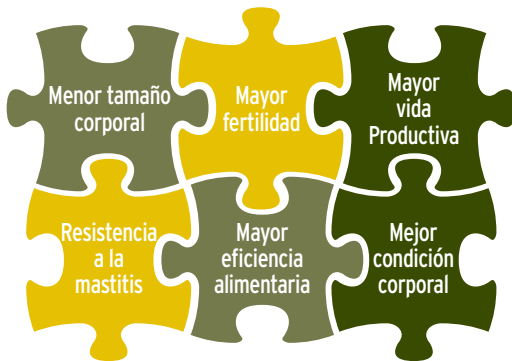 Menor tamaño
corporal
Mayor
fertilidad
Mayor
vida
Productiva
Resistencia
a la
mastitis
Mayor
eficiencia
alimentaria
Mejor
condición
corporal